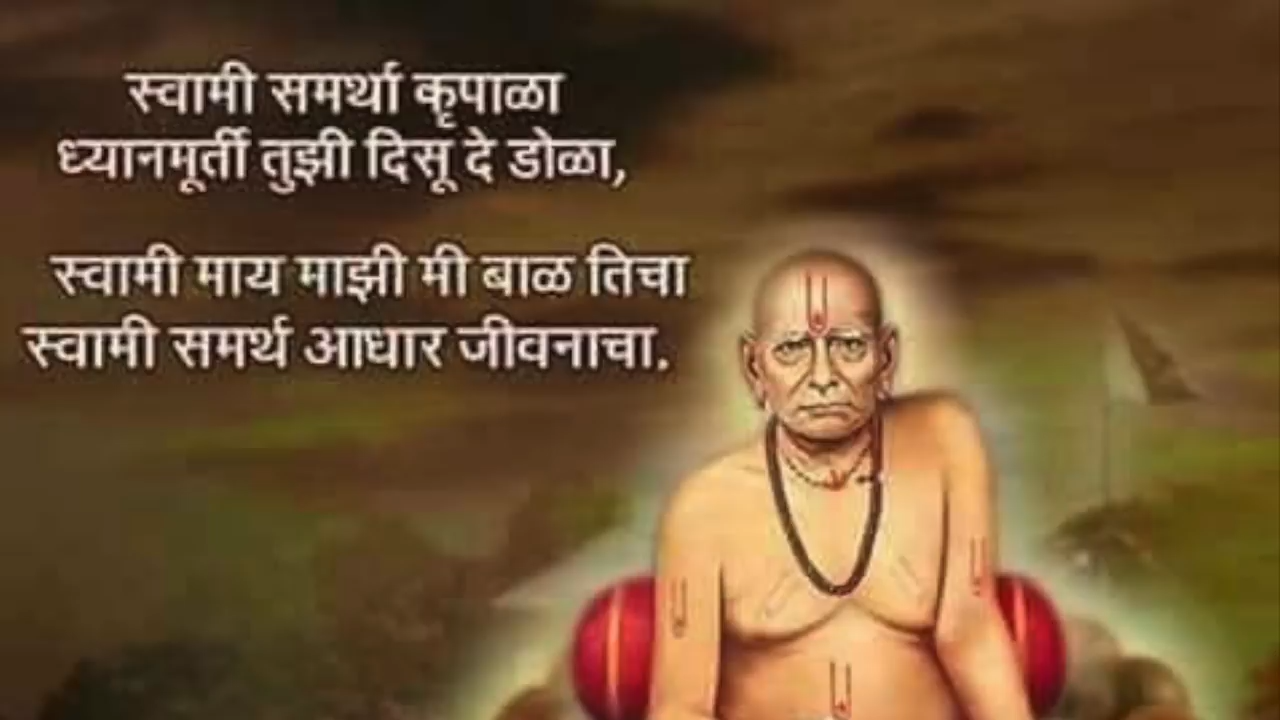 स्वामी समर्था कृपाळा
ध्यानमूर्ती तुझी दिसू दे डोळा,
स्वामी माय माझी मी बाळ तिचा
स्वामी समर्थ आधार जीवनाचा.